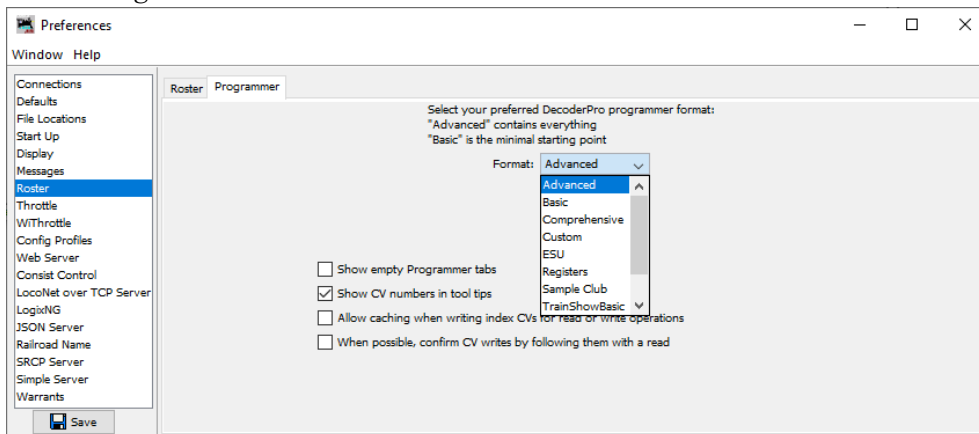 Preferences
Window Help
Connections
Defaults
File Locations
Start Up
Display
Messages
Roster
Throttle
WiThrottle
Config Profiles
Web Server
Consist Control
LocoNet over TCP Server
LogixNG
JSON Server
Railroad Name
SRCP Server
Simple Server
Warrants
Save
Roster Programmer
Select your preferred DecoderPro programmer format:
"Advanced" contains everything
"Basic" is the minimal starting point
Format: Advanced
Advanced
Basic
Comprehensive
Custom
ESU
Registers
Sample Club
TrainShowBasic
Show empty Programmer tabs
Show CV numbers in tool tips
Allow caching when writing index CVs for read or write operations
When possible, confirm CV writes by following them with a read